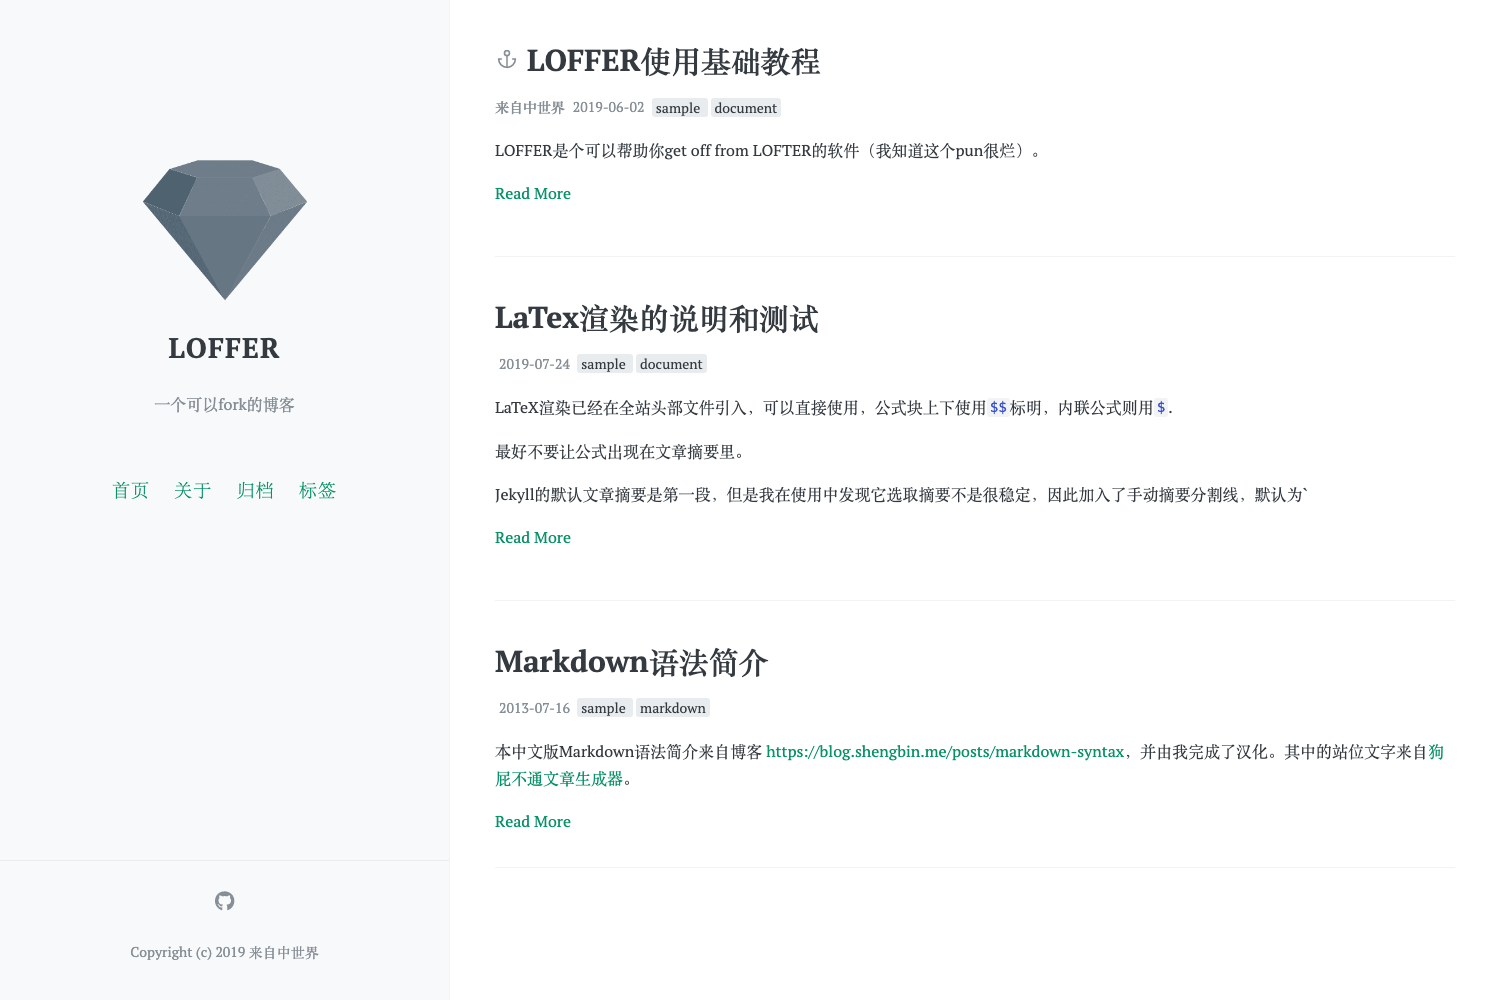 LOFFER
一个可以fork的博客
首页 关于 归档 标签
Copyright (c) 2019 来自中世界
LOFFER使用基础教程
来自中世界 2019-06-02 sample document
LOFFER是个可以帮助你get off from LOFTER的软件（我知道这个pun很烂）。
Read More
LaTex渲染的说明和测试
2019-07-24 sample document
LaTeX渲染已经在全站头部文件引入，可以直接使用，公式块上下使用$$标明，内联公式则用$.
最好不要让公式出现在文章摘要里。
Jekyll的默认文章摘要是第一段，但是我在使用中发现它选取摘要不是很稳定，因此加入了手动摘要分割线，默认为`
Read More
Markdown语法简介
2013-07-16 sample markdown
本中文版Markdown语法简介来自博客 https://blog.shengbin.me/posts/markdown-syntax，并由我完成了汉化。其中的站位文字来自狗
屁不通文章生成器。
Read More